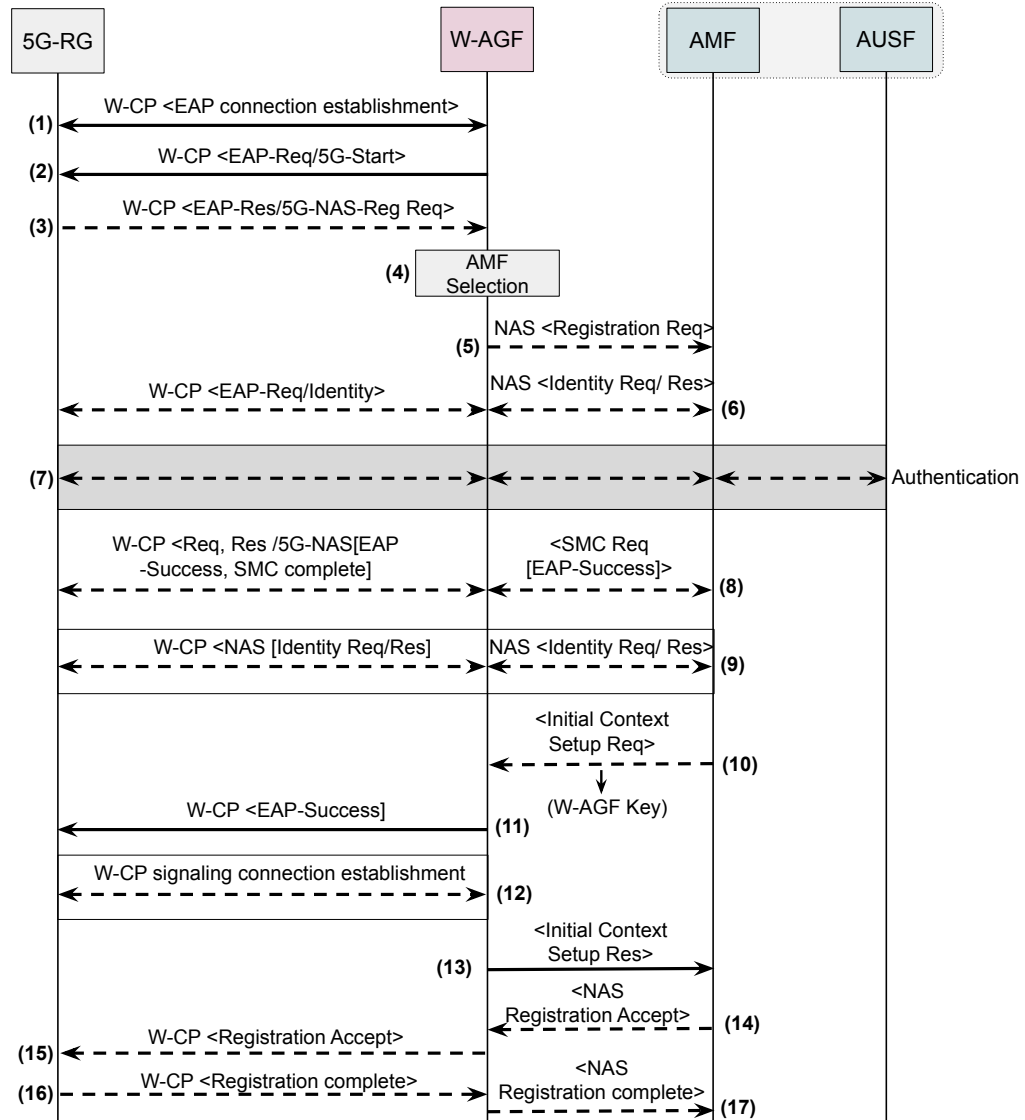 5G-RG
W-AGF
AMF
AUSF
W-CP <EAP connection establishment>
(1)
W-CP <EAP-Req/5G-Start>
(2)
W-CP <EAP-Res/5G-NAS-Reg Req>
(3)
(4)
AMF
Selection
NAS <Registration Req>
(5)
W-CP <EAP-Req/Identity>
NAS <Identity Req/ Res>
(6)
(7)
Authentication
W-CP <Req, Res /5G-NAS[EAP
-Success, SMC complete]
<SMC Req
[EAP-Success]>
(8)
W-CP <NAS [Identity Req/Res]
NAS <Identity Req/ Res>
(9)
<Initial Context
Setup Req>
(10)
(W-AGF Key)
W-CP <EAP-Success]
(11)
W-CP signaling connection establishment
(12)
<Initial Context
Setup Res>
(13)
<NAS
Registration Accept>
(14)
W-CP <Registration Accept>
(15)
W-CP <Registration complete>
(16)
<NAS
Registration complete>
(17)